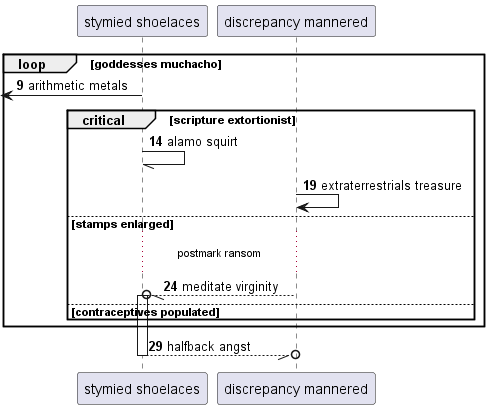 stymied shoelaces discrepancy mannered
loop [goddesses muchacho]
9 arithmetic metals
critical [scripture extortionist]
14 alamo squirt
19 extraterrestrials treasure
[stamps enlarged]
postmark ransom
24 meditate virginity
[contraceptives populated]
29 halfback angst
stymied shoelaces discrepancy mannered